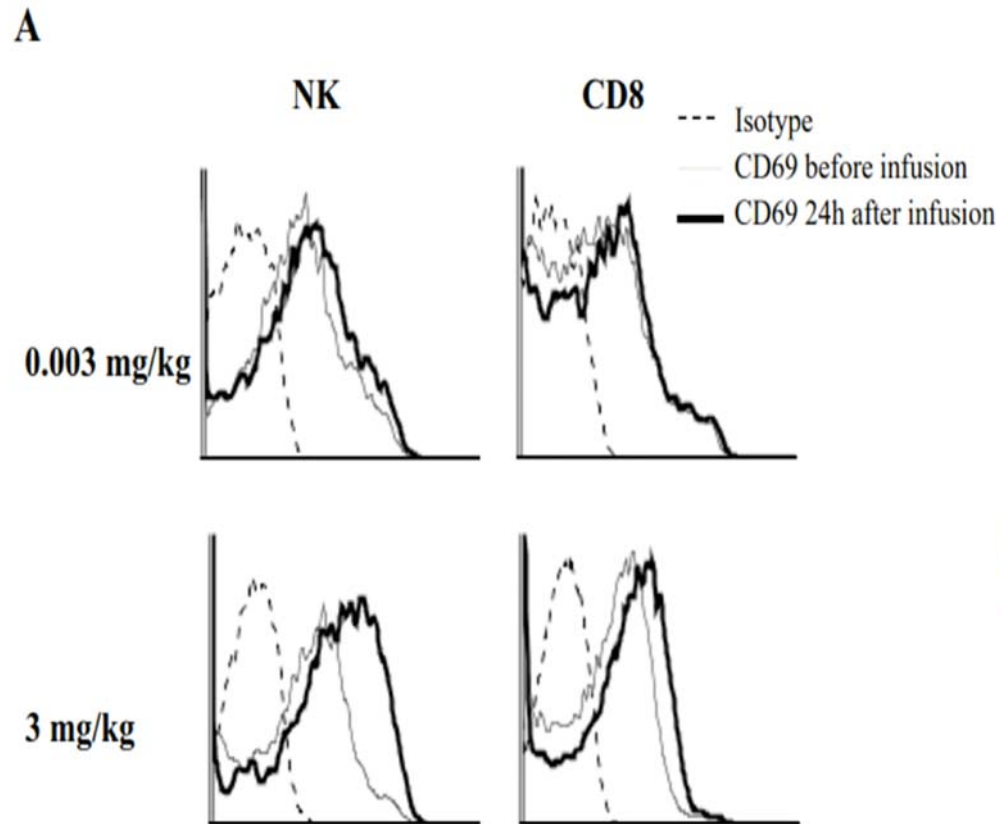 A
NK
CD8
Isotype
CD69 before infusion
CD69 24h after infusion
0.003 mg/kg
3 mg/kg